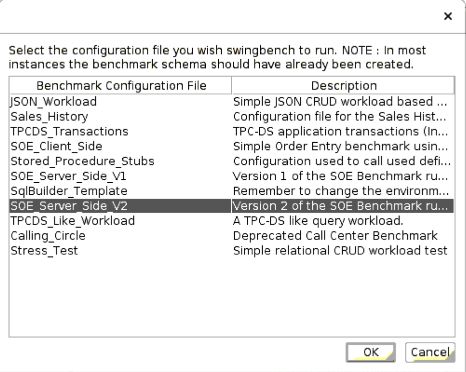 ×
Select the configuration file you wish swingbench to run. NOTE : In most
instances the benchmark schema should have already been created.
Benchmark Configuration File Description
JSON_Workload Simple JSON CRUD workload based ...
Sales_History Configuration file for the Sales Hist...
TPCDS_Transactions TPC-DS application transactions (In...
SOE_Client_Side Simple Order Entry benchmark usin...
Stored_Procedure_Stubs Configuration used to call used defi...
SOE_Server_Side_V1 Version 1 of the SOE Benchmark ru...
SqlBuilder_Template Remember to change the environm...
SOE_Server_Side_V2 Version 2 of the SOE Benchmark ru...
TPCDS_Like_Workload A TPC-DS like query workload.
Calling_Circle Deprecated Call Center Benchmark
Stress_Test Simple relational CRUD workload test
OK Cancel